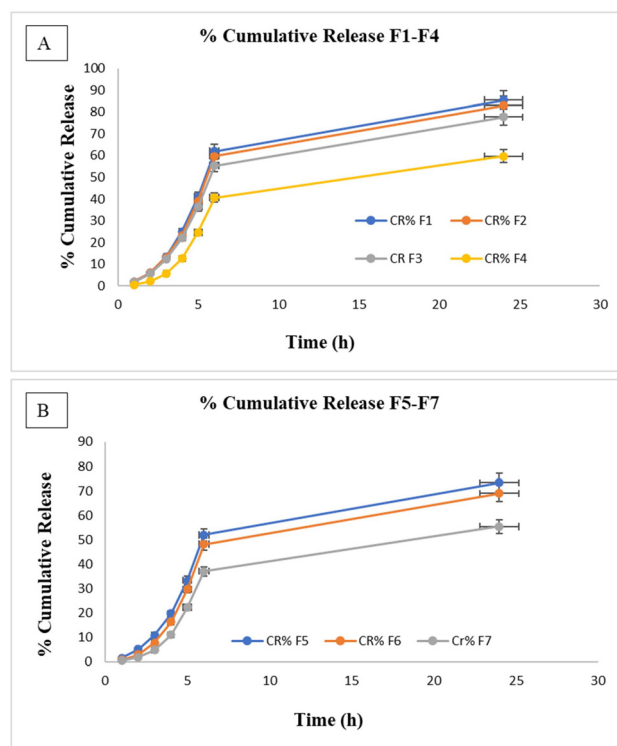 A
% Cumulative Release F1-F4
100
90
80
70
60
50
40
30
20
10
0
% Cumulative Release
CR% F1
CR% F2
CR F3
CR% F4
0
5
10
15
20
25
30
Time (h)
B
% Cumulative Release F5-F7
90
80
70
60
50
40
30
20
10
0
% Cumulative Release
CR% F5
CR% F6
Cr% F7
0
5
10
15
20
25
30
Time (h)